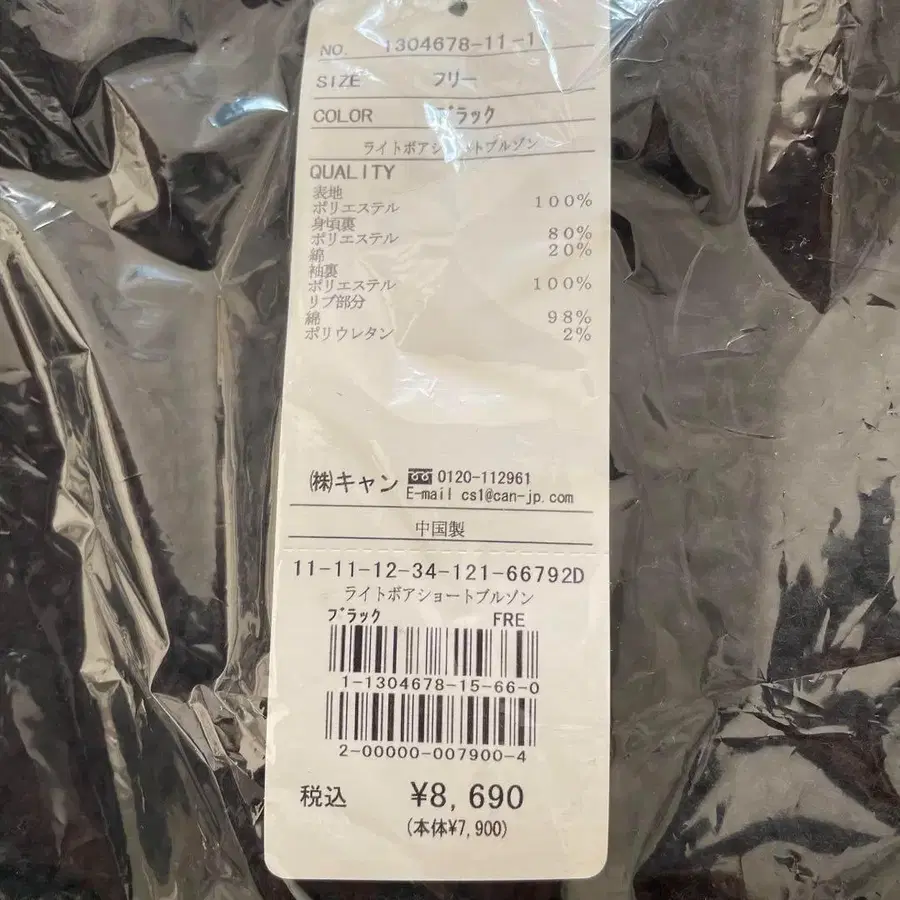 NO. 1304678-11-1
SIZE フリー
COLOR ブラック
ライトボアショートブルゾン
QUALITY
表地
ポリエステル 100%
身頃裏
ポリエステル 80%
綿 20%
袖裏
ポリエステル 100%
リブ部分
綿 98%
ポリウレタン 2%
㈱キャン 0120-112961
E-mail cs1@can-jp.com
中国製
11-11-12-34-121-66792D
ライトボアショートブルゾン
ブラック FRE
1-1304678-15-66-0
2-00000-007900-4
税込 ¥8,690
(本体¥7,900)